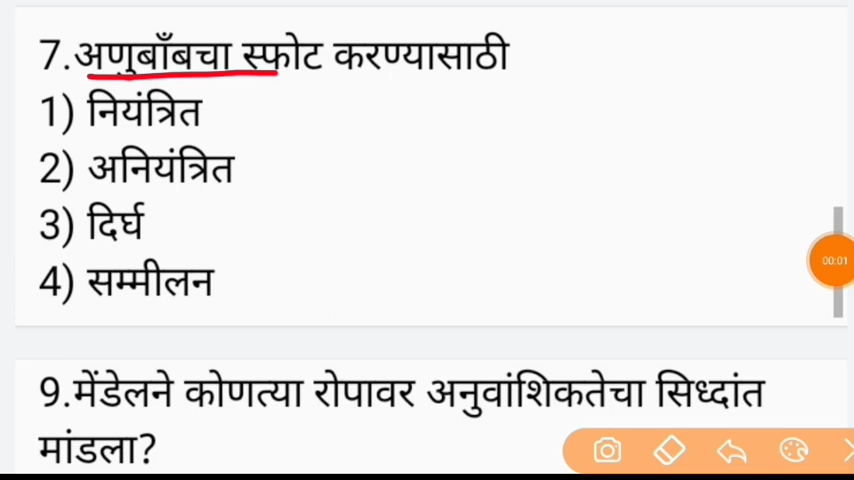 7.अणुबाँबचा स्फोट करण्यासाठी
1) नियंत्रित
2) अनियंत्रित
3) दिर्घ
4) सम्मीलन
00:01
9.मेंडेलने कोणत्या रोपावर अनुवांशिकतेचा सिध्दांत
मांडला?